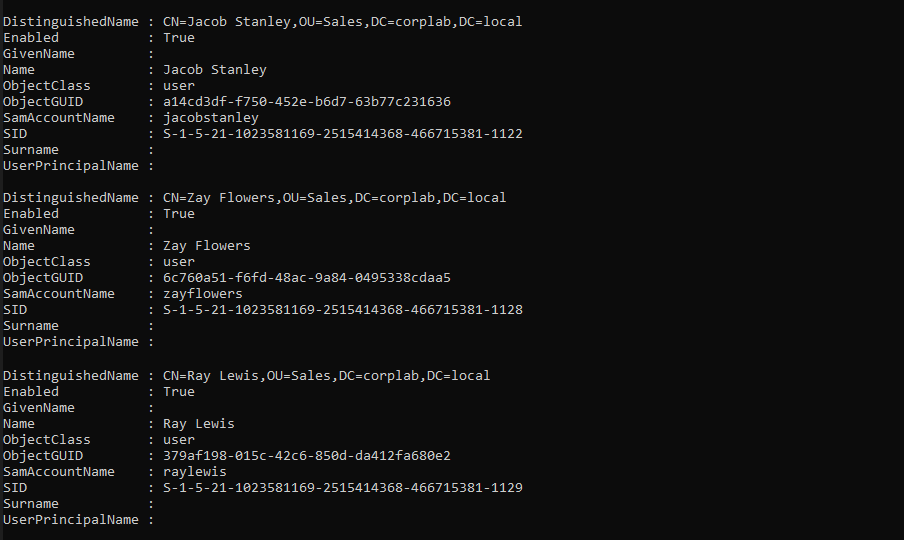 DistinguishedName : CN=Jacob Stanley,OU=Sales,DC=corplab,DC=local
Enabled           : True
GivenName         :
Name              : Jacob Stanley
ObjectClass       : user
ObjectGUID        : a14cd3df-f750-452e-b6d7-63b77c231636
SamAccountName    : jacobstanley
SID               : S-1-5-21-1023581169-2515414368-466715381-1122
Surname           :
UserPrincipalName :

DistinguishedName : CN=Zay Flowers,OU=Sales,DC=corplab,DC=local
Enabled           : True
GivenName         :
Name              : Zay Flowers
ObjectClass       : user
ObjectGUID        : 6c760a51-f6fd-48ac-9a84-0495338cdaa5
SamAccountName    : zayflowers
SID               : S-1-5-21-1023581169-2515414368-466715381-1128
Surname           :
UserPrincipalName :

DistinguishedName : CN=Ray Lewis,OU=Sales,DC=corplab,DC=local
Enabled           : True
GivenName         :
Name              : Ray Lewis
ObjectClass       : user
ObjectGUID        : 379af198-015c-42c6-850d-da412fa680e2
SamAccountName    : raylewis
SID               : S-1-5-21-1023581169-2515414368-466715381-1129
Surname           :
UserPrincipalName :